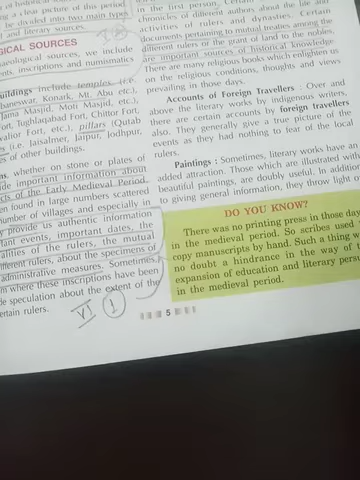 of historical
ng a clear picture of this period.
be divided into two main types
and literary sources.
GICAL SOURCES
haeological sources, we include
ents, inscriptions and numismatics
uildings include temples, (i.e.
baneswar, Konark, Mt. Abu etc.),
Jama Masjid, Moti Masjid, etc.),
Fort, Tughlaqabad Fort, Chittor Fort,
valior Fort, etc.), pillars (Qutab
s (i.e. Jaisalmer, Jaipur, Jodhpur,
s of other buildings.
ns, whether on stone or plates of
ide important information about
cts of the Early Medieval Period.
en found in large numbers scattered
umber of villages and especially in
y provide us authentic information
tant events, important dates, the
alities of the rulers, the mutual
fferent rulers, about the specimens of
administrative measures. Sometimes,
m where these inscriptions have been
de speculation about the extent of the
ertain rulers.
VI 1
in the first person. Certain
chronicles of different authors about the life and
activities of rulers and dynasties. Certain
documents pertaining to mutual treaties among the
different rulers or the grant of land to the nobles,
are important sources of historical knowledge.
There are many religious books which enlighten us
on the religious conditions, thoughts and views
prevailing in those days.
Accounts of Foreign Travellers : Over and
above the literary works by indigenous writers,
there are certain accounts by foreign travellers
also. They generally give a true picture of the
events as they had nothing to fear of the local
rulers.
Paintings : Sometimes, literary works have an
added attraction. Those which are illustrated with
beautiful paintings, are doubly useful. In addition
to giving general information, they throw light o
DO YOU KNOW?
There was no printing press in those day
in the medieval period. So scribes used
copy manuscripts by hand. Such a thing w
no doubt a hindrance in the way of t
expansion of education and literary persu
in the medieval period.
5